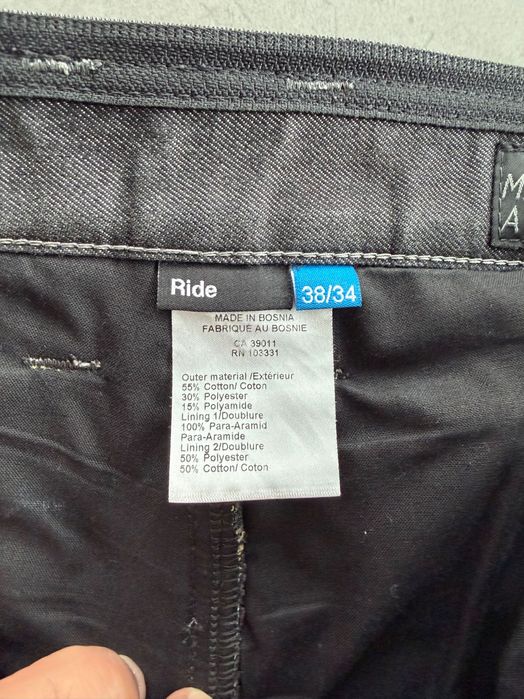 M
A
Ride
38/34
MADE IN BOSNIA
FABRIQUÉ AU BOSNIE
CA 39011
RN 103331
Outer material /Extérieur
55% Cotton/ Coton
30% Polyester
15% Polyamide
Lining 1/Doublure
100% Para-Aramid
Para-Aramide
Lining 2/Doublure
50% Polyester
50% Cotton/ Coton